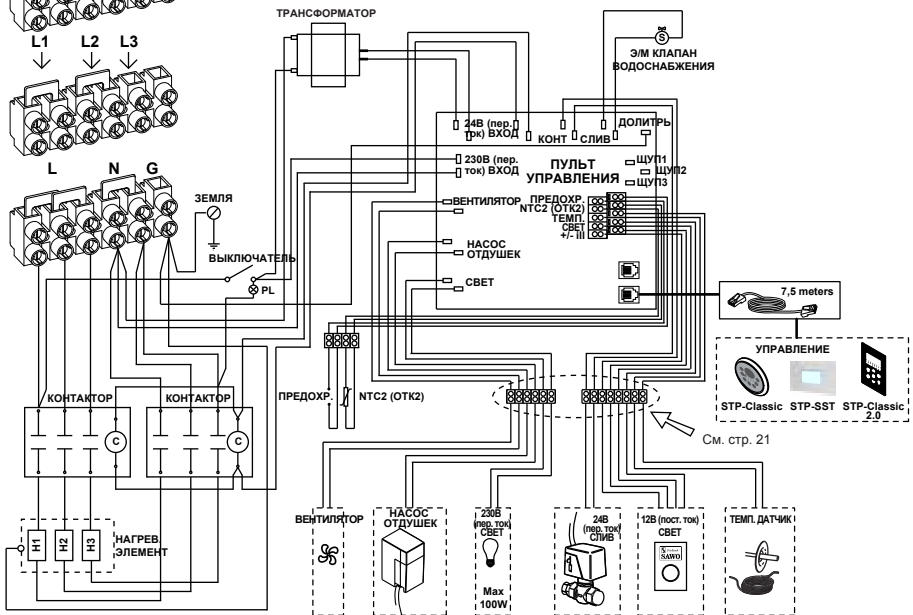 ТРАНСФОРМАТОР
L1 L2 L3
S
Э/М КЛАПАН
ВОДОСНАБЖЕНИЯ
24В (пер.
ток) ВХОД
КОНТ СЛИВ
ДОЛИТРЬ
230В (пер.
ток) ВХОД
ПУЛЬТ
УПРАВЛЕНИЯ
ЩУП1
ЩУП2
ЩУП3
L N G
ЗЕМЛЯ
ВЕНТИЛЯТОР
ПРЕДОХР.
NTC2 (ОТК2)
ТЕМП.
СВЕТ
+/- III
ВЫКЛЮЧАТЕЛЬ
PL
НАСОС
ОТДУШЕК
СВЕТ
7,5 meters
УПРАВЛЕНИЕ
STP-Classic STP-SST STP-Classic
2.0
ПРЕДОХР. NTC2 (ОТК2)
КОНТАКТОР КОНТАКТОР
C C
См. стр. 21
H1 H2 H3
НАГРЕВ.
ЭЛЕМЕНТ
ВЕНТИЛЯТОР
НАСОС
ОТДУШЕК
230В
(пер. ток)
СВЕТ
Max
100W
24В
(пер. ток)
СЛИВ
12В (пост. ток)
СВЕТ
SAWO
ТЕМП. ДАТЧИК